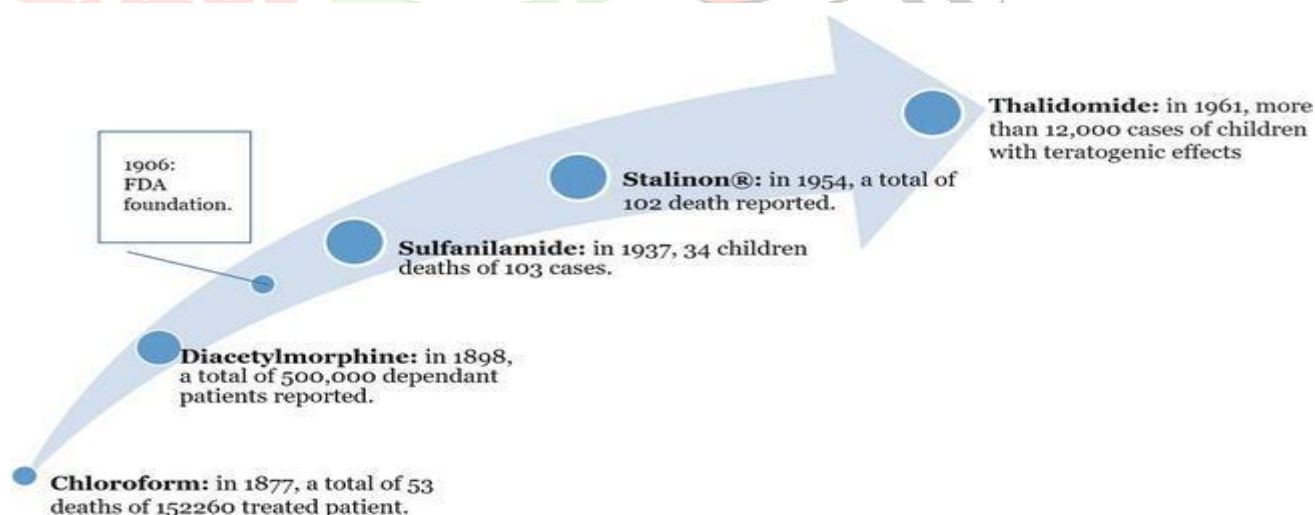 Thalidomide: in 1961, more
than 12,000 cases of children
with teratogenic effects
1906:
FDA
foundation.
Stalinon®: in 1954, a total of
102 death reported.
Sulfanilamide: in 1937, 34 children
deaths of 103 cases.
Diacetylmorphine: in 1898,
a total of 500,000 dependant
patients reported.
Chloroform: in 1877, a total of 53
deaths of 152260 treated patient.